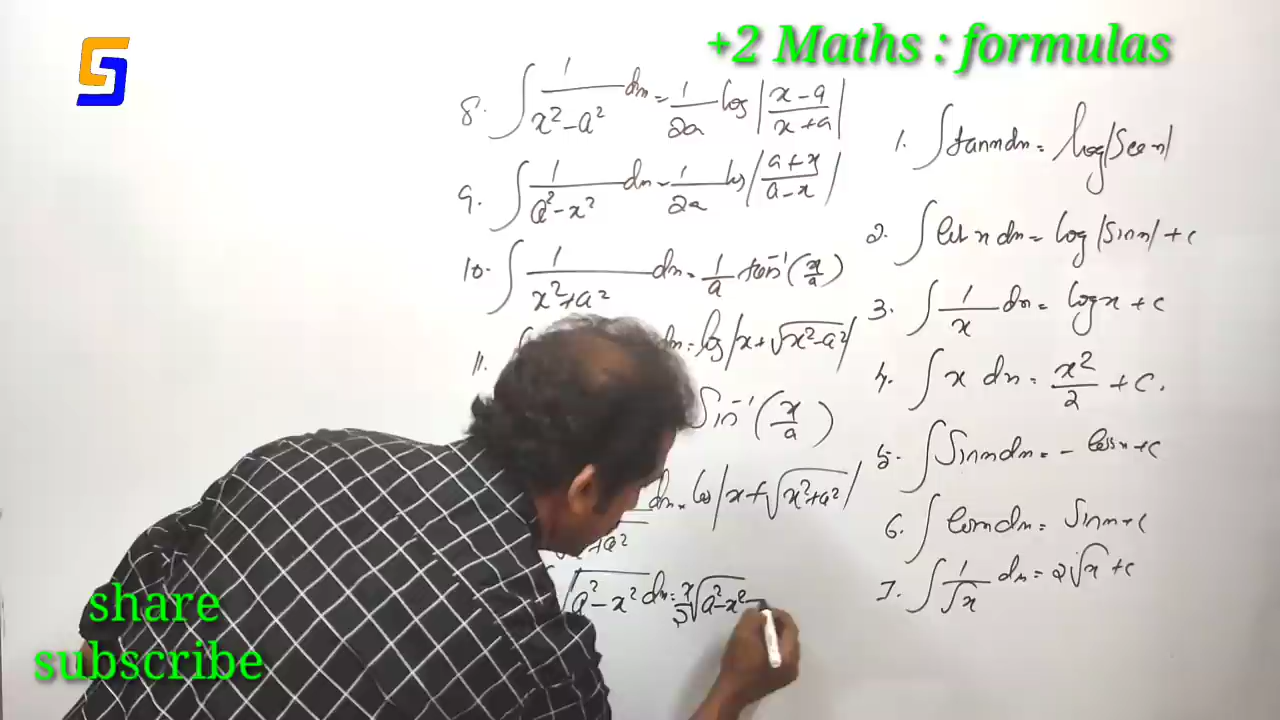 +2 Maths : formulas
8. ∫ 1/(x²-a²) dx = 1/2a log |(x-a)/(x+a)|
9. ∫ 1/(a²-x²) dx = 1/2a log |(a+x)/(a-x)|
10. ∫ 1/(x²+a²) dx = 1/a tan⁻¹(x/a)
11. dx = log|x+√(x²-a²)|
Sin⁻¹(x/a)
x²+a² dx = log|x+√(x²+a²)|
∫ √(a²-x²) dx = x/2 √(a²-x²)
1. ∫ tanx dx = log|Secx|
2. ∫ Cot x dx = log|Sinx| + c
3. ∫ 1/x dx = log x + c
4. ∫ x dx = x²/2 + c.
5. ∫ Sinx dx = - Cosx + c
6. ∫ Cosx dx = Sinx + c
7. ∫ 1/√x dx = 2√x + c
share
subscribe